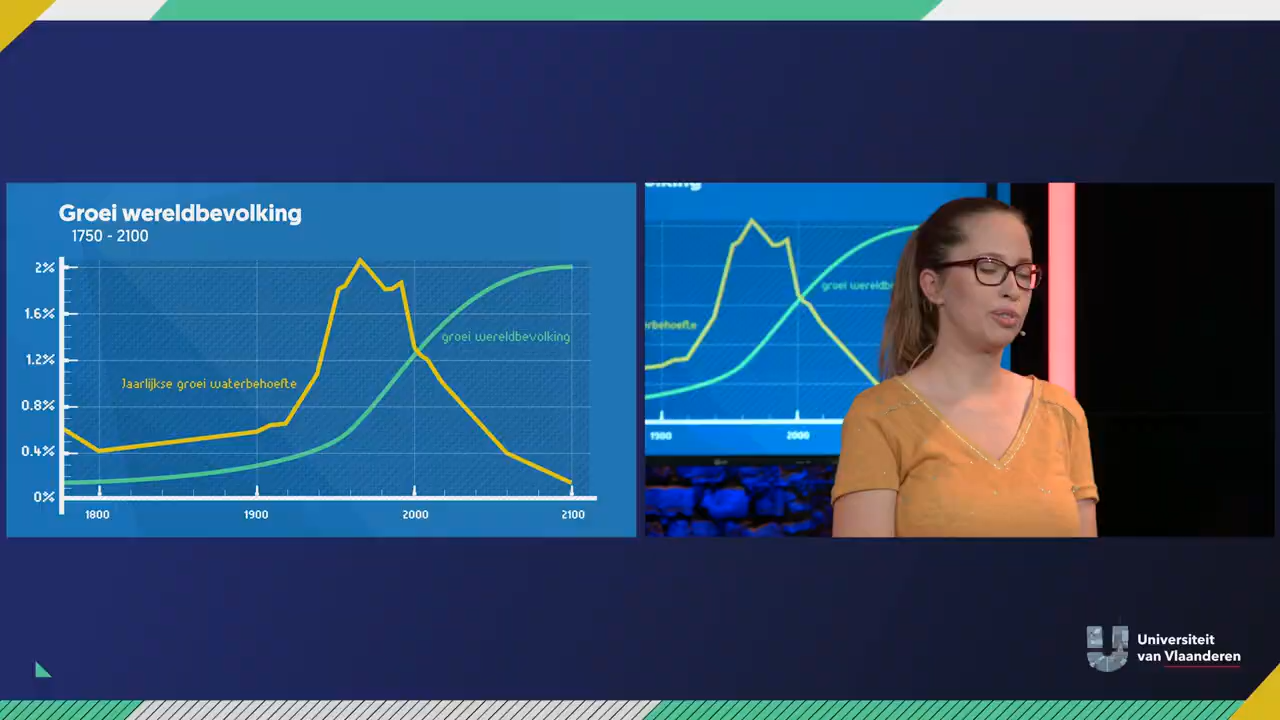 Groei wereldbevolking
1750 - 2100
2%
1.6%
1.2%
0.8%
0.4%
0%
groei wereldbevolking
Jaarlijkse groei waterbehoefte
1800
1900
2000
2100
1900
2000
Universiteit
van Vlaanderen